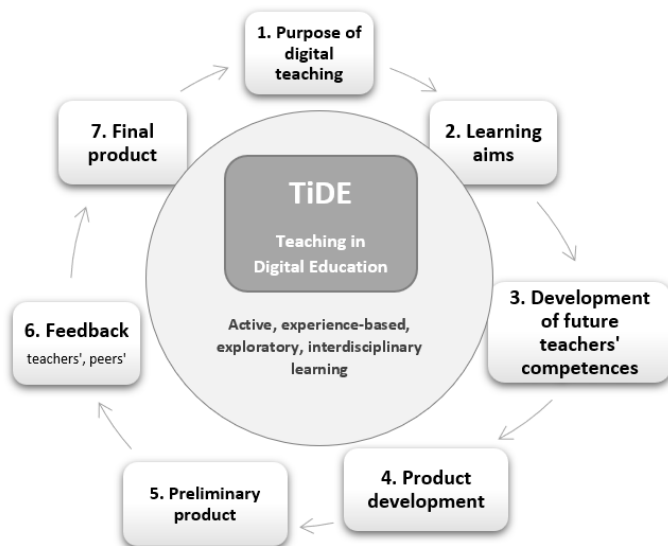 1. Purpose of
digital
teaching
2. Learning
aims
3. Development
of future
teachers'
competences
4. Product
development
5. Preliminary
product
6. Feedback
teachers', peers'
7. Final
product
TiDE
Teaching in
Digital Education
Active, experience-based,
exploratory, interdisciplinary
learning